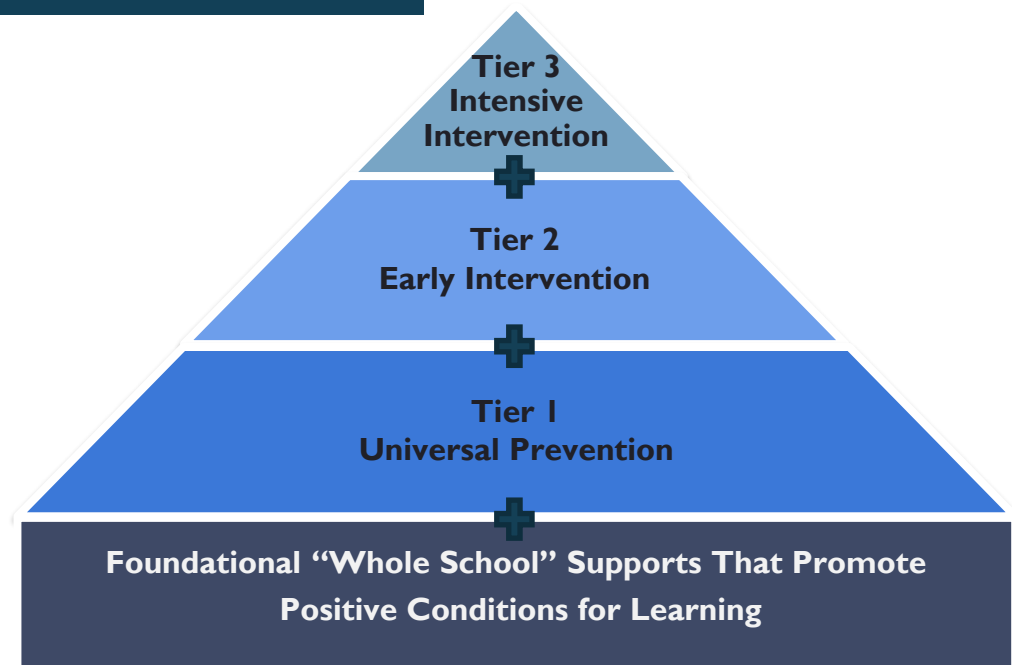 Tier 3
Intensive
Intervention
Tier 2
Early Intervention
Tier 1
Universal Prevention
Foundational “Whole School” Supports That Promote
Positive Conditions for Learning